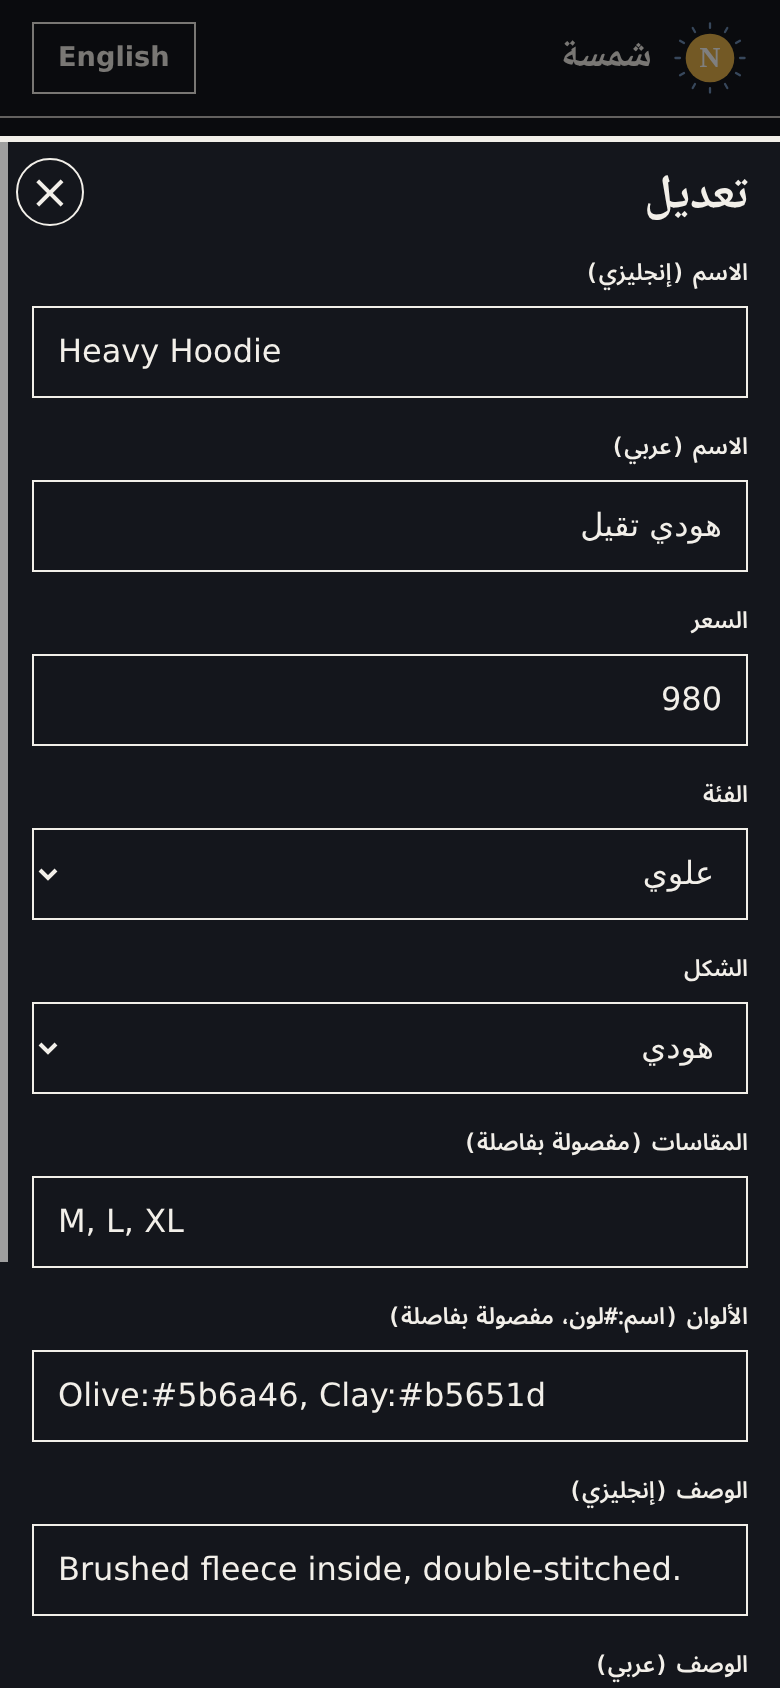 شمسة
N
English
تعديل
الاسم (إنجليزي)
Heavy Hoodie
الاسم (عربي)
هودي تقيل
السعر
980
الفئة
علوي
الشكل
هودي
المقاسات (مفصولة بفاصلة)
M, L, XL
الألوان (اسم:#لون، مفصولة بفاصلة)
Olive:#5b6a46, Clay:#b5651d
الوصف (إنجليزي)
Brushed fleece inside, double-stitched.
الوصف (عربي)